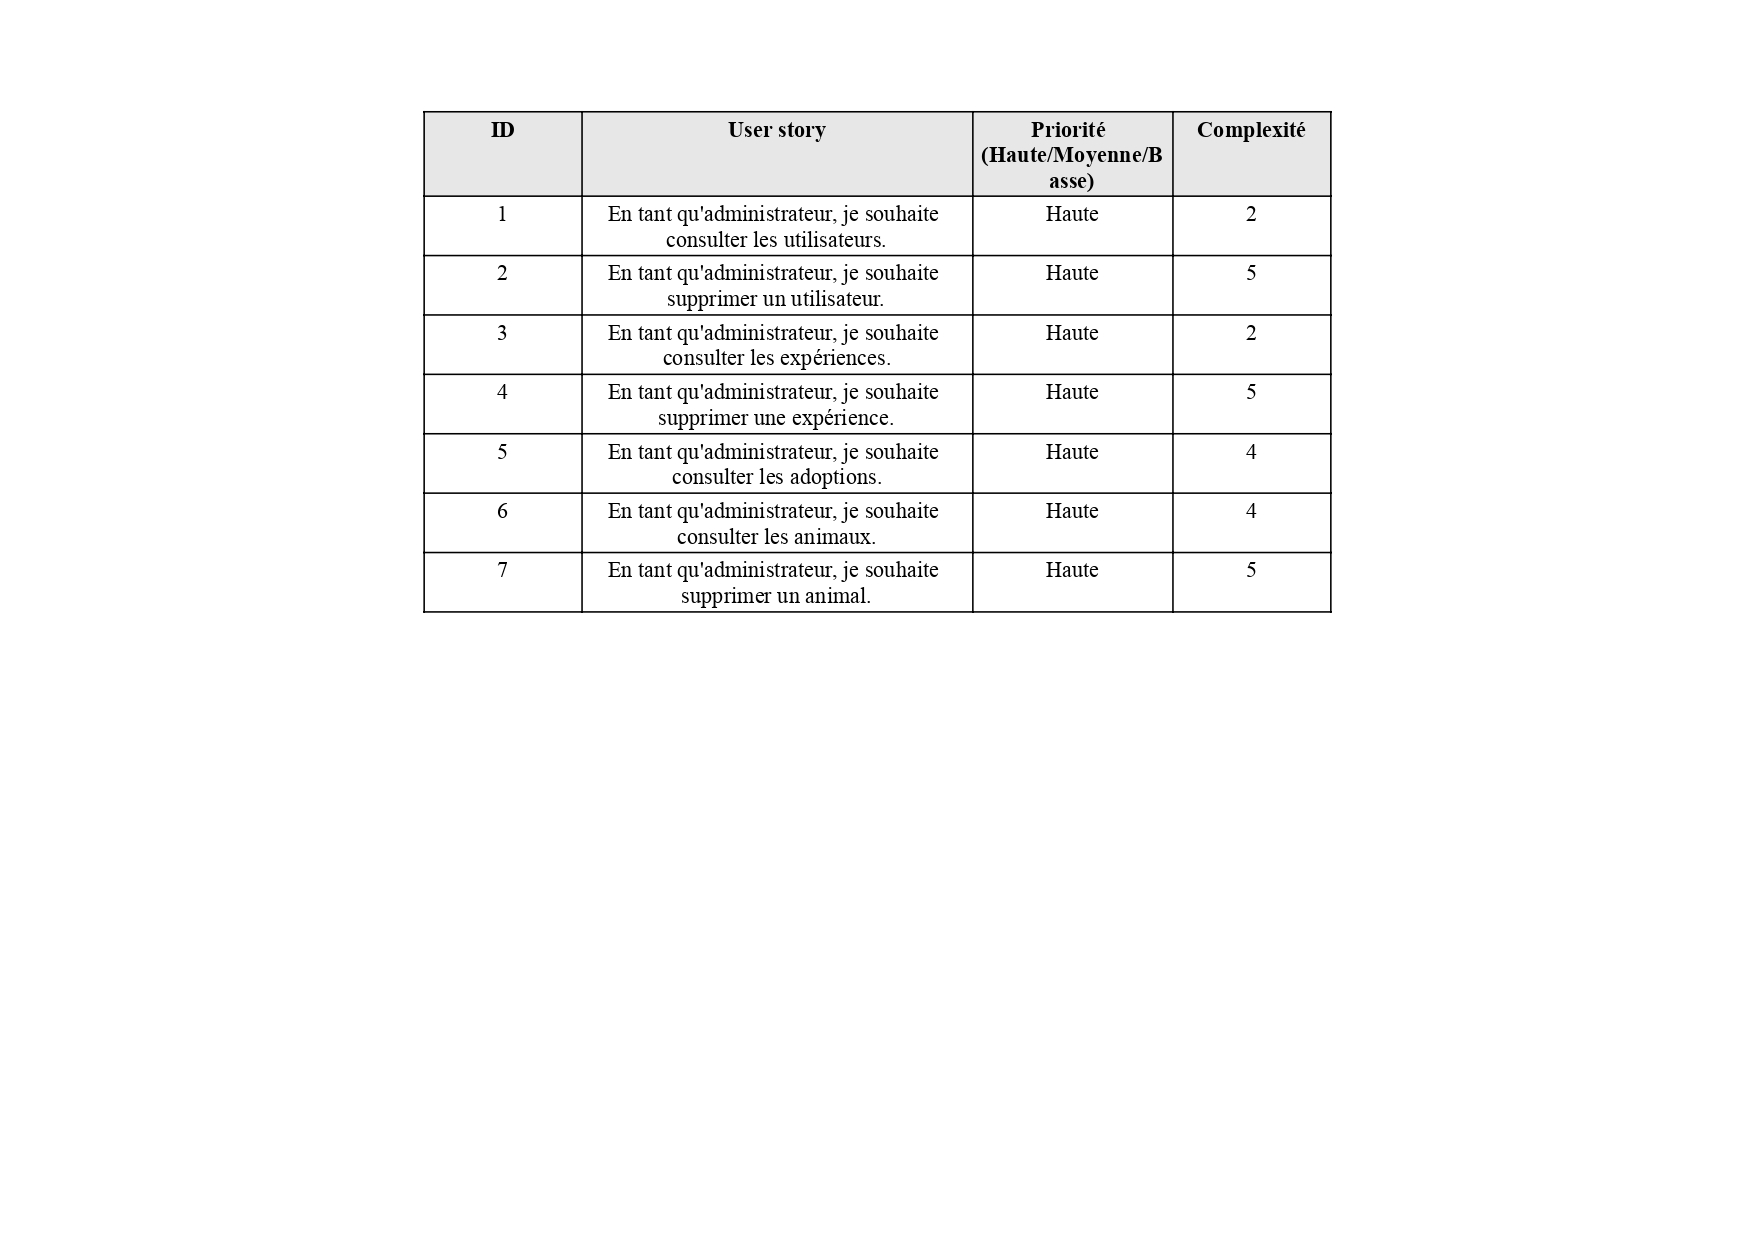 ID User story Priorité Complexité
(Haute/Moyenne/B
asse)
1 En tant qu'administrateur, je souhaite Haute 2
consulter les utilisateurs.
2 En tant qu'administrateur, je souhaite Haute 5
supprimer un utilisateur.
3 En tant qu'administrateur, je souhaite Haute 2
consulter les expériences.
4 En tant qu'administrateur, je souhaite Haute 5
supprimer une expérience.
5 En tant qu'administrateur, je souhaite Haute 4
consulter les adoptions.
6 En tant qu'administrateur, je souhaite Haute 4
consulter les animaux.
7 En tant qu'administrateur, je souhaite Haute 5
supprimer un animal.